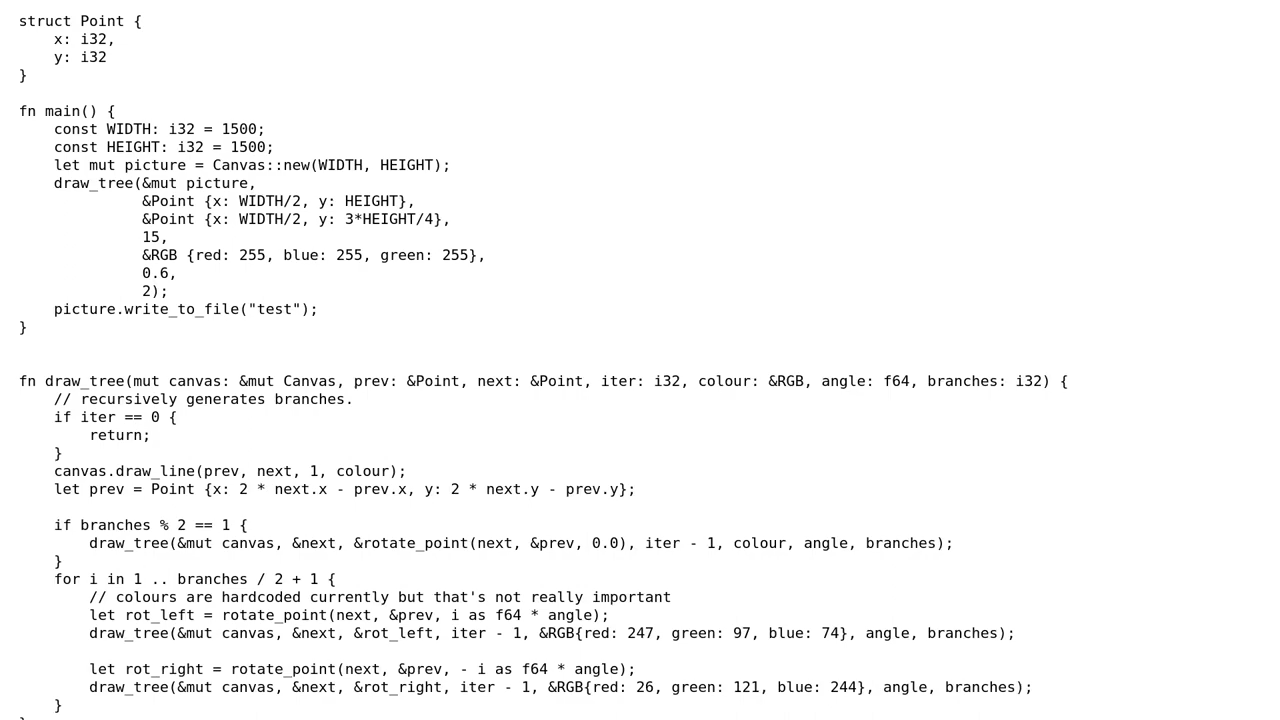 struct Point {
    x: i32,
    y: i32
}

fn main() {
    const WIDTH: i32 = 1500;
    const HEIGHT: i32 = 1500;
    let mut picture = Canvas::new(WIDTH, HEIGHT);
    draw_tree(&mut picture,
              &Point {x: WIDTH/2, y: HEIGHT},
              &Point {x: WIDTH/2, y: 3*HEIGHT/4},
              15,
              &RGB {red: 255, blue: 255, green: 255},
              0.6,
              2);
    picture.write_to_file("test");
}


fn draw_tree(mut canvas: &mut Canvas, prev: &Point, next: &Point, iter: i32, colour: &RGB, angle: f64, branches: i32) {
    // recursively generates branches.
    if iter == 0 {
        return;
    }
    canvas.draw_line(prev, next, 1, colour);
    let prev = Point {x: 2 * next.x - prev.x, y: 2 * next.y - prev.y};

    if branches % 2 == 1 {
        draw_tree(&mut canvas, &next, &rotate_point(next, &prev, 0.0), iter - 1, colour, angle, branches);
    }
    for i in 1 .. branches / 2 + 1 {
        // colours are hardcoded currently but that's not really important
        let rot_left = rotate_point(next, &prev, i as f64 * angle);
        draw_tree(&mut canvas, &next, &rot_left, iter - 1, &RGB{red: 247, green: 97, blue: 74}, angle, branches);

        let rot_right = rotate_point(next, &prev, - i as f64 * angle);
        draw_tree(&mut canvas, &next, &rot_right, iter - 1, &RGB{red: 26, green: 121, blue: 244}, angle, branches);
    }
}